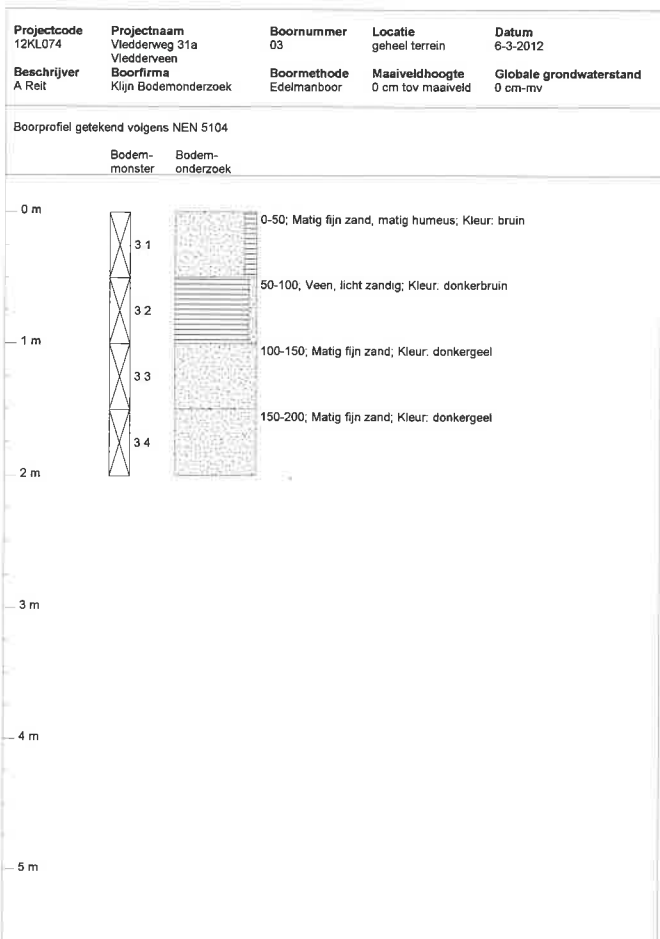 Projectcode Projectnaam Boornummer Locatie Datum
12KL074 Vledderweg 31a 03 geheel terrein 6-3-2012
Vledderveen
Beschrijver Boorfirma Boormethode Maaiveldhoogte Globale grondwaterstand
A Reit Klijn Bodemonderzoek Edelmanboor 0 cm tov maaiveld 0 cm-mv
Boorprofiel getekend volgens NEN 5104
Bodem- Bodem-
monster onderzoek
0 m
0-50; Matig fijn zand, matig humeus; Kleur: bruin
3 1
50-100, Veen, licht zandig; Kleur. donkerbruin
3 2
1 m
100-150; Matig fijn zand; Kleur: donkergeel
3 3
150-200; Matig fijn zand; Kleur: donkergeel
3 4
2 m
3 m
4 m
5 m